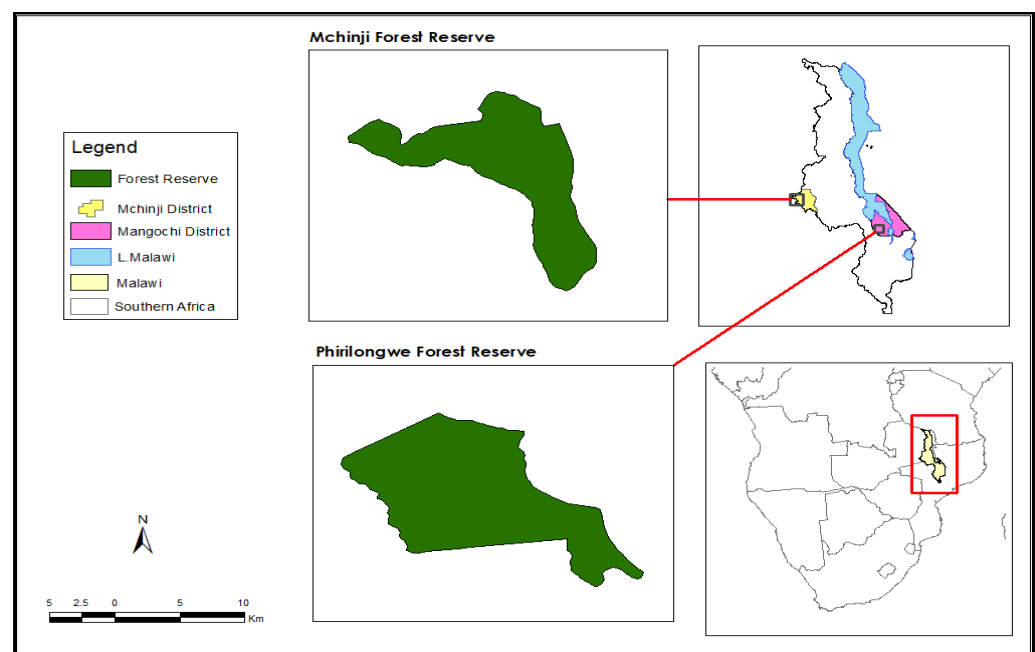 Mchinji Forest Reserve
Legend
Forest Reserve
Mchinji District
Mangochi District
L.Malawi
Malawi
Southern Africa
Phirilongwe Forest Reserve
N
5 2.5 0 5 10
Km